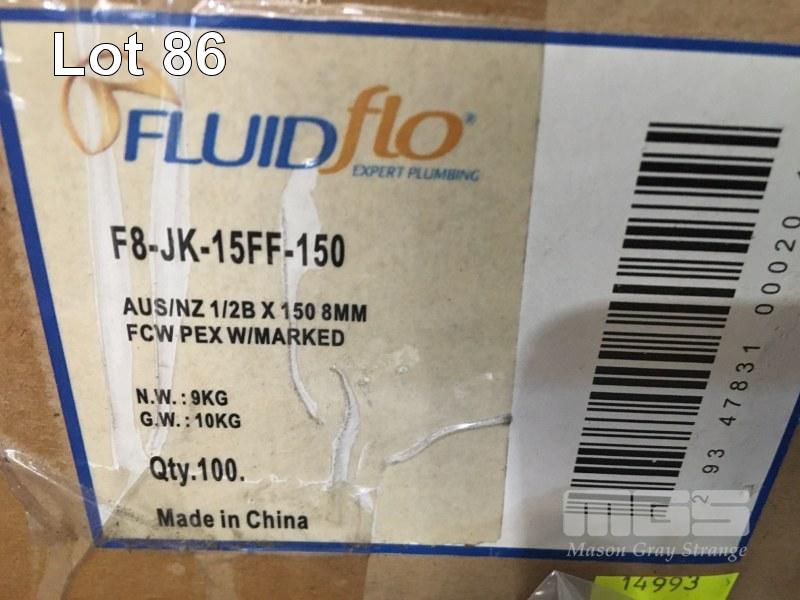 Lot 86
FLUIDflo®
EXPERT PLUMBING
F8-JK-15FF-150
AUS/NZ 1/2B X 150 8MM
FCW PEX W/MARKED
N.W.: 9KG
G.W.: 10KG
Qty.100.
Made in China
2 93 47831 00020
MGS
Mason Gray Strange
14993